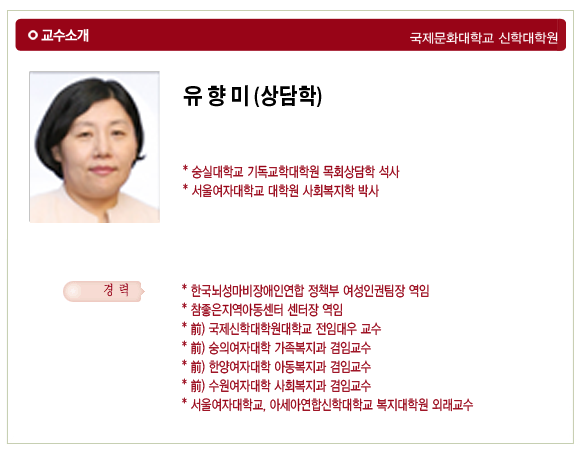 교수소개
국제문화대학교 신학대학원
유 향 미 (상담학)
* 숭실대학교 기독교학대학원 목회상담학 석사
* 서울여자대학교 대학원 사회복지학 박사
경 력
* 한국뇌성마비장애인연합 정책부 여성인권팀장 역임
* 참좋은지역아동센터 센터장 역임
* 前) 국제신학대학원대학교 전임대우 교수
* 前) 숭의여자대학 가족복지과 겸임교수
* 前) 한양여자대학 아동복지과 겸임교수
* 前) 수원여자대학 사회복지과 겸임교수
* 서울여자대학교, 아세아연합신학대학교 복지대학원 외래교수